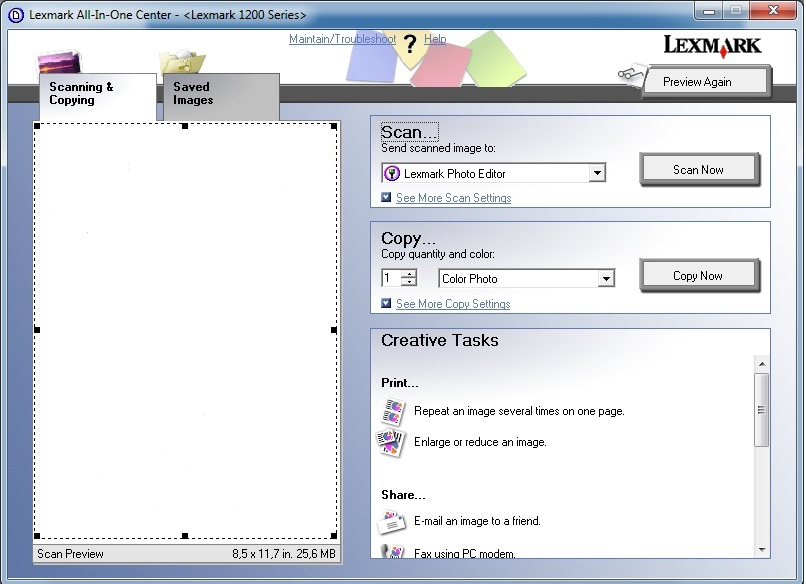 Lexmark All-In-One Center - <Lexmark 1200 Series>
Maintain/Troubleshoot ? Help
LEXMARK
Preview Again
Scanning &
Copying
Saved
Images
Scan...
Send scanned image to:
Lexmark Photo Editor
Scan Now
See More Scan Settings
Copy...
Copy quantity and color:
1
Color Photo
Copy Now
See More Copy Settings
Creative Tasks
Print...
Repeat an image several times on one page.
Enlarge or reduce an image.
Share...
E-mail an image to a friend.
Fax using PC modem.
Scan Preview 8,5 x 11,7 in. 25,6 MB